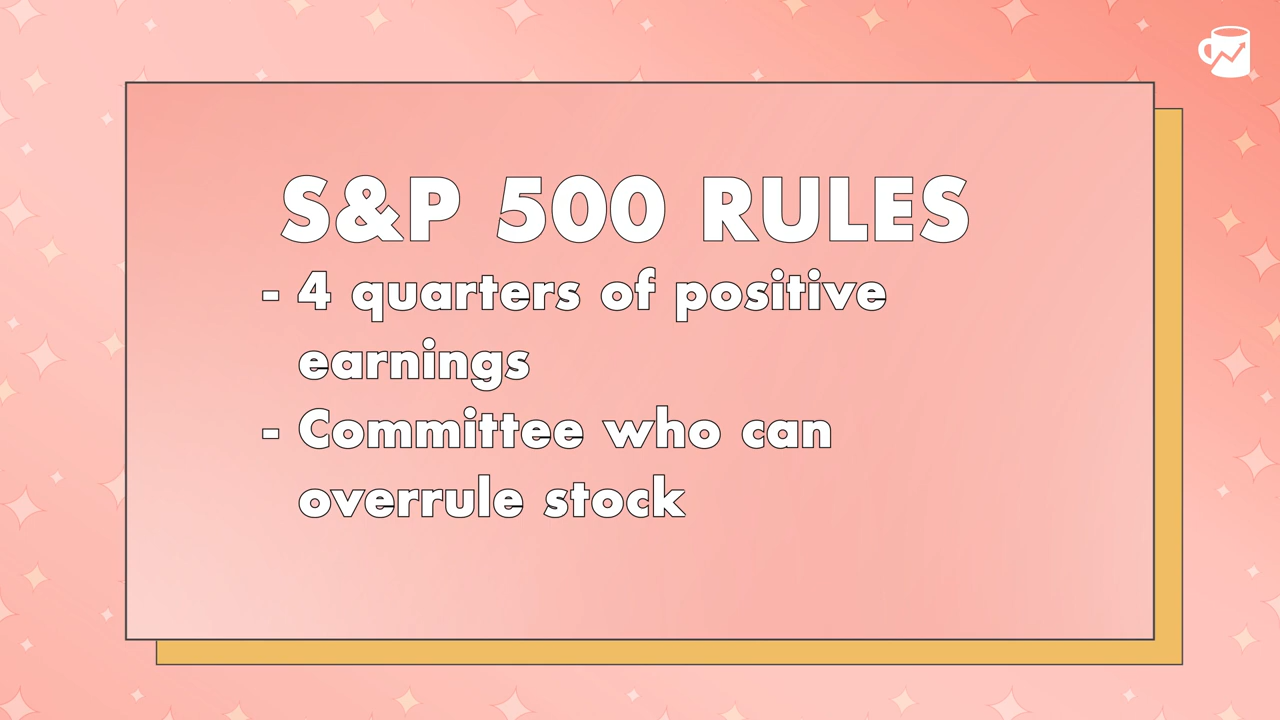 S&P 500 RULES
- 4 quarters of positive
earnings
- Committee who can
overrule stock